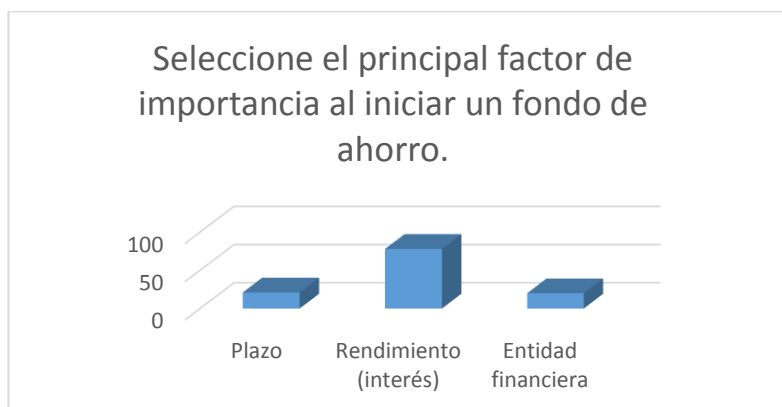 Seleccione el principal factor de
importancia al iniciar un fondo de
ahorro.
100
50
0
Plazo
Rendimiento
(interés)
Entidad
financiera